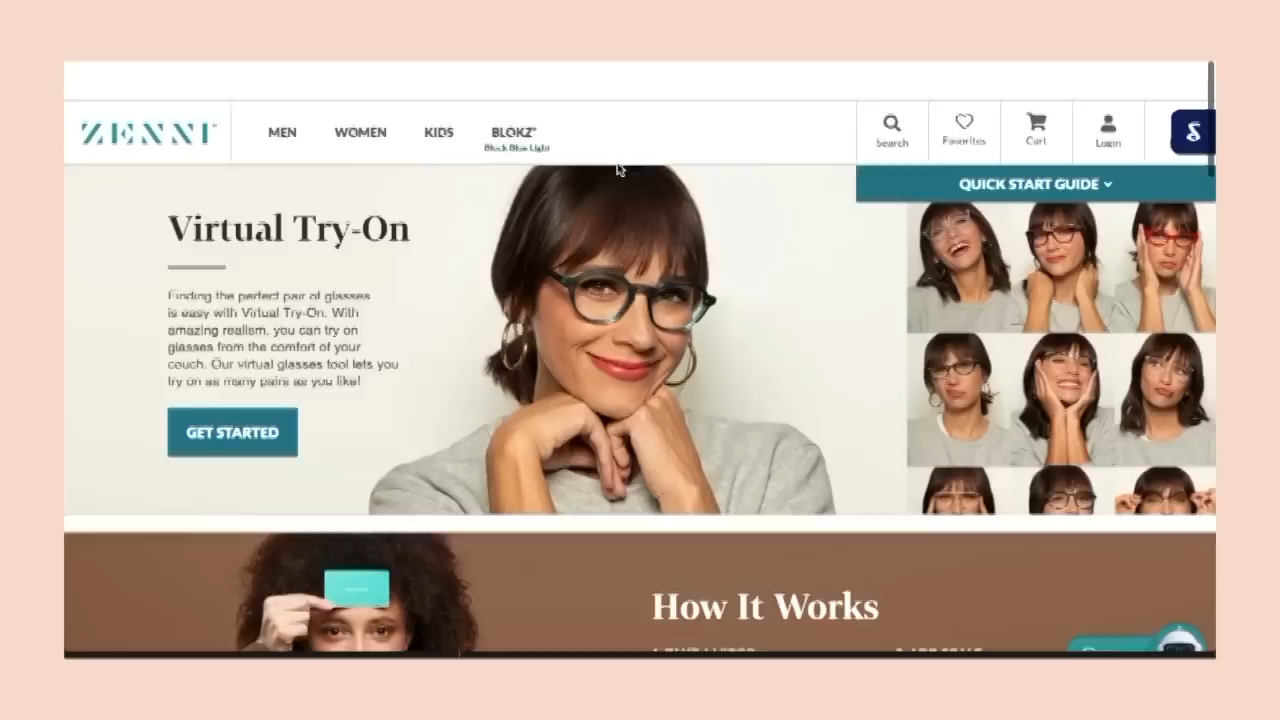 ZENNI
MEN
WOMEN
KIDS
BLOKZ
Block Blue Light
Search
Favorites
Cart
Login
QUICK START GUIDE
Virtual Try-On
Finding the perfect pair of glasses
is easy with Virtual Try-On. With
amazing realism, you can try on
glasses from the comfort of your
couch. Our virtual glasses tool lets you
try on as many pairs as you like!
GET STARTED
How It Works